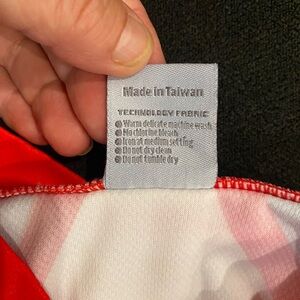 Made in Taiwan
TECHNOLOGY FABRIC
Warm delicate machine wash
No chlorine bleach
Iron at medium setting
Do not dry clean
Do not tumble dry